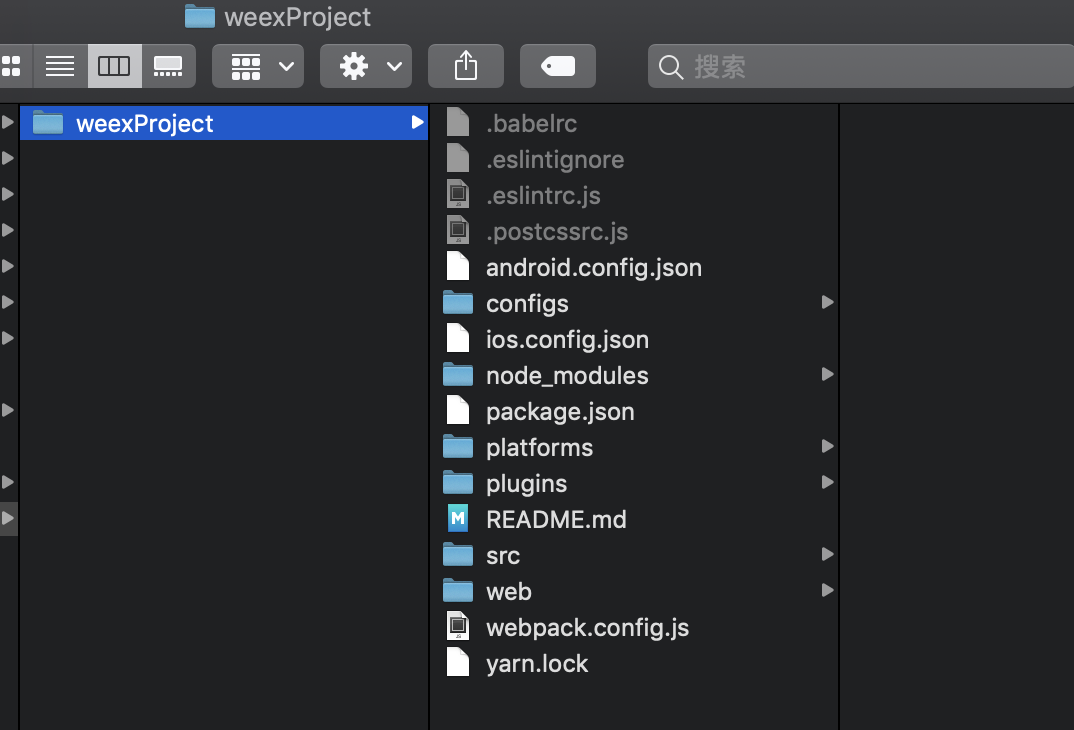 weexProject
搜索
weexProject
.babelrc
.eslintignore
.eslintrc.js
.postcssrc.js
android.config.json
configs
ios.config.json
node_modules
package.json
platforms
plugins
README.md
src
web
webpack.config.js
yarn.lock